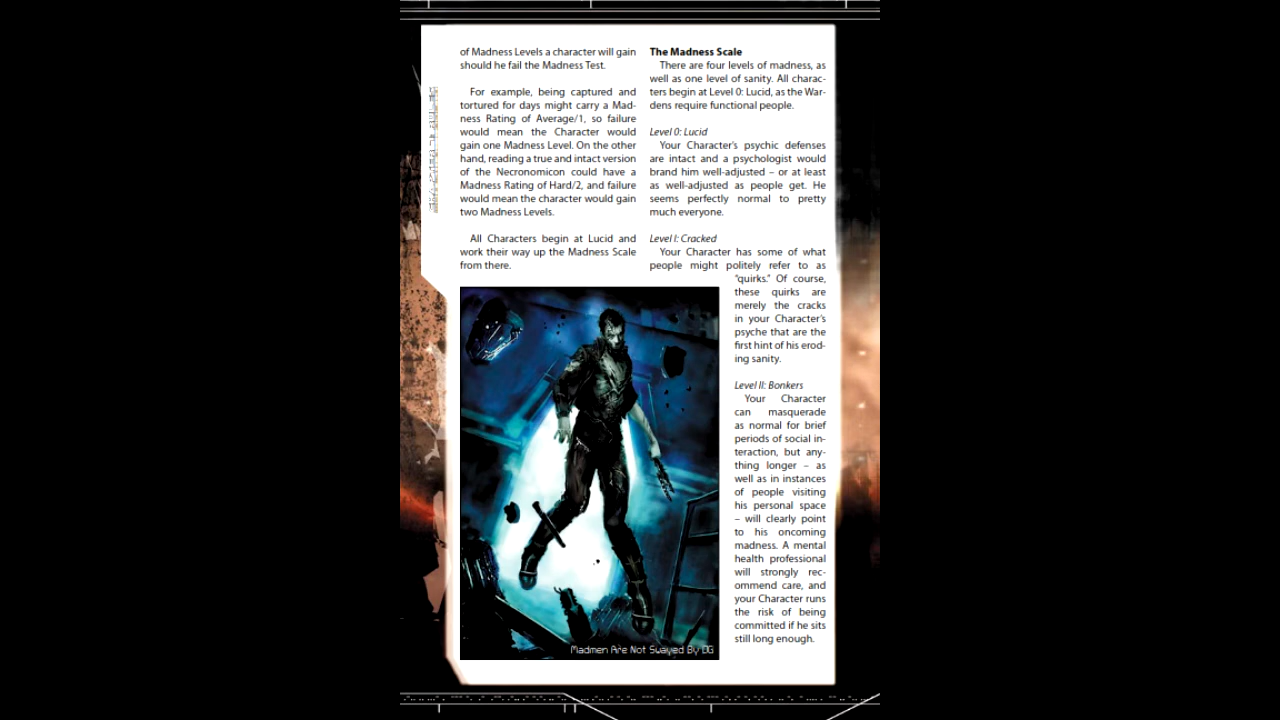 of Madness Levels a character will gain
should he fail the Madness Test.
For example, being captured and
tortured for days might carry a Mad-
ness Rating of Average/1, so failure
would mean the Character would
gain one Madness Level. On the other
hand, reading a true and intact version
of the Necronomicon could have a
Madness Rating of Hard/2, and failure
would mean the character would gain
two Madness Levels.
All Characters begin at Lucid and
work their way up the Madness Scale
from there.
Madmen Are Not Swayed By DG
The Madness Scale
There are four levels of madness, as
well as one level of sanity. All charac-
ters begin at Level 0: Lucid, as the War-
dens require functional people.
Level 0: Lucid
Your Character's psychic defenses
are intact and a psychologist would
brand him well-adjusted – or at least
as well-adjusted as people get. He
seems perfectly normal to pretty
much everyone.
Level I: Cracked
Your Character has some of what
people might politely refer to as
"quirks." Of course,
these quirks are
merely the cracks
in your Character's
psyche that are the
first hint of his erod-
ing sanity.
Level II: Bonkers
Your Character
can masquerade
as normal for brief
periods of social in-
teraction, but any-
thing longer – as
well as in instances
of people visiting
his personal space
– will clearly point
to his oncoming
madness. A mental
health professional
will strongly rec-
ommend care, and
your Character runs
the risk of being
committed if he sits
still long enough.